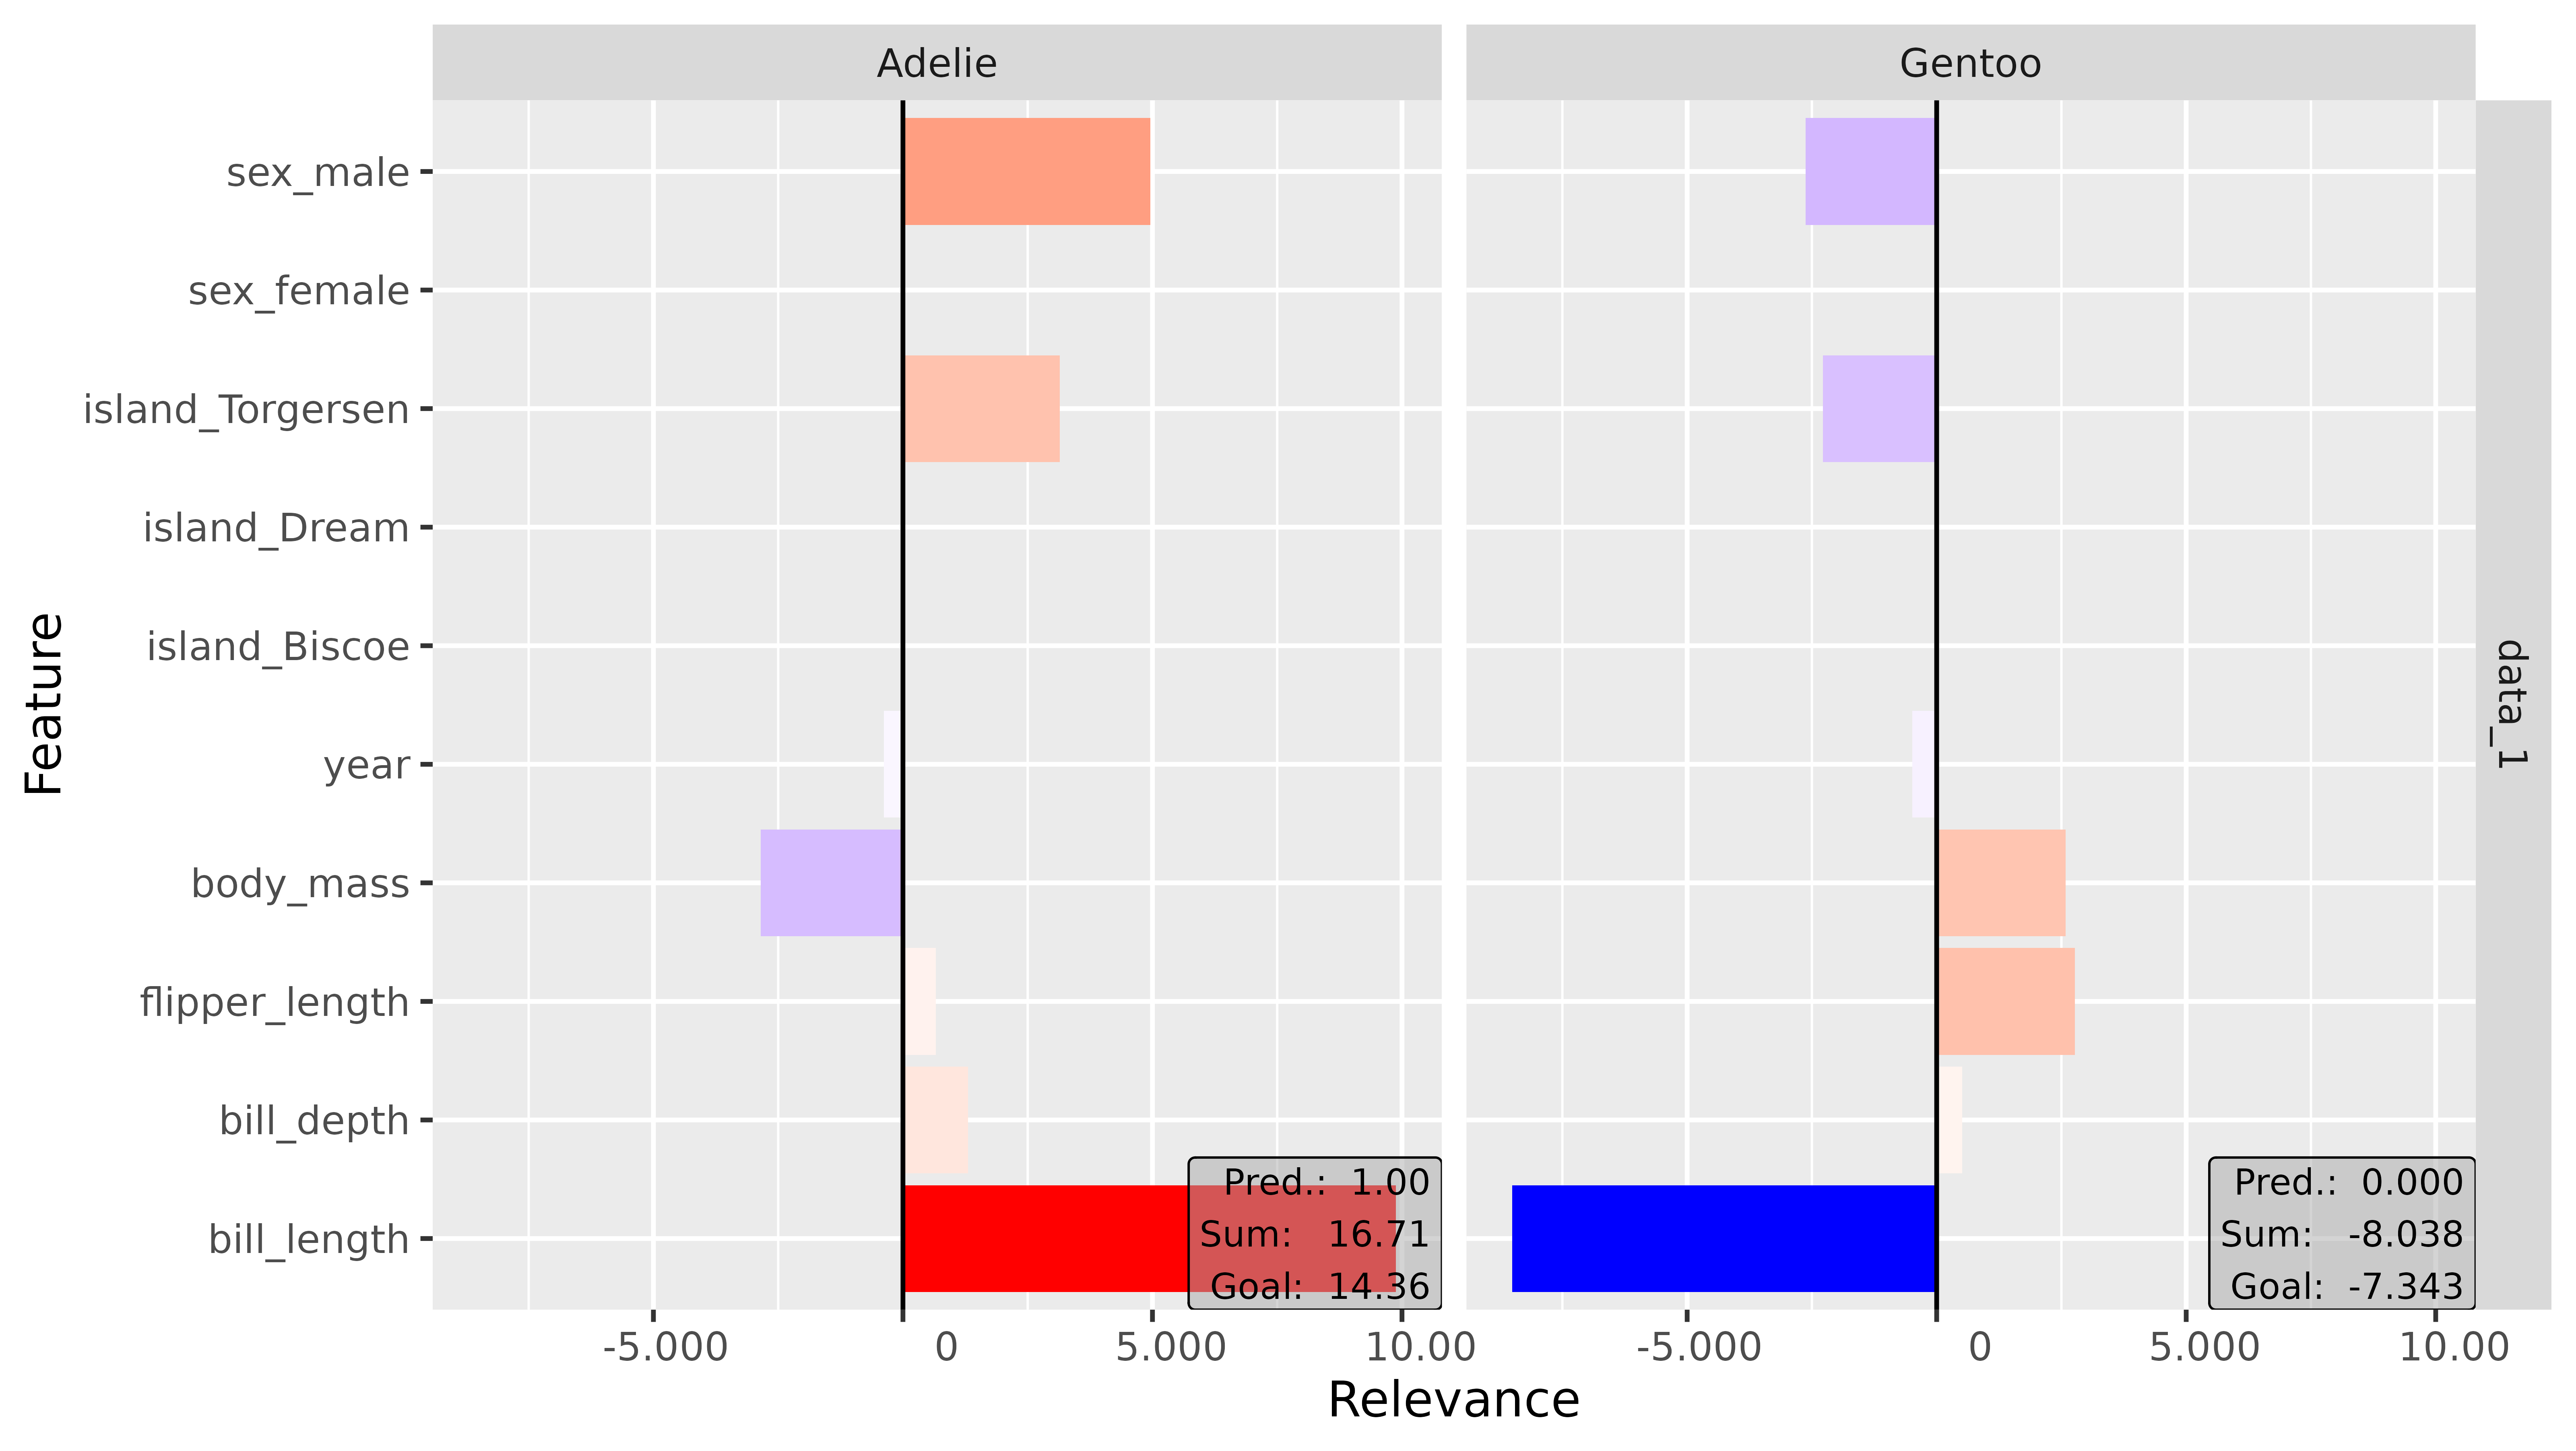 Adelie
Gentoo
sex_male
sex_female
island_Torgersen
island_Dream
island_Biscoe
year
body_mass
flipper_length
bill_depth
bill_length
Feature
data_1
Pred.: 1.00
Sum: 16.71
Goal: 14.36
Pred.: 0.000
Sum: -8.038
Goal: -7.343
-5.000 0 5.000 10.00
-5.000 0 5.000 10.00
Relevance